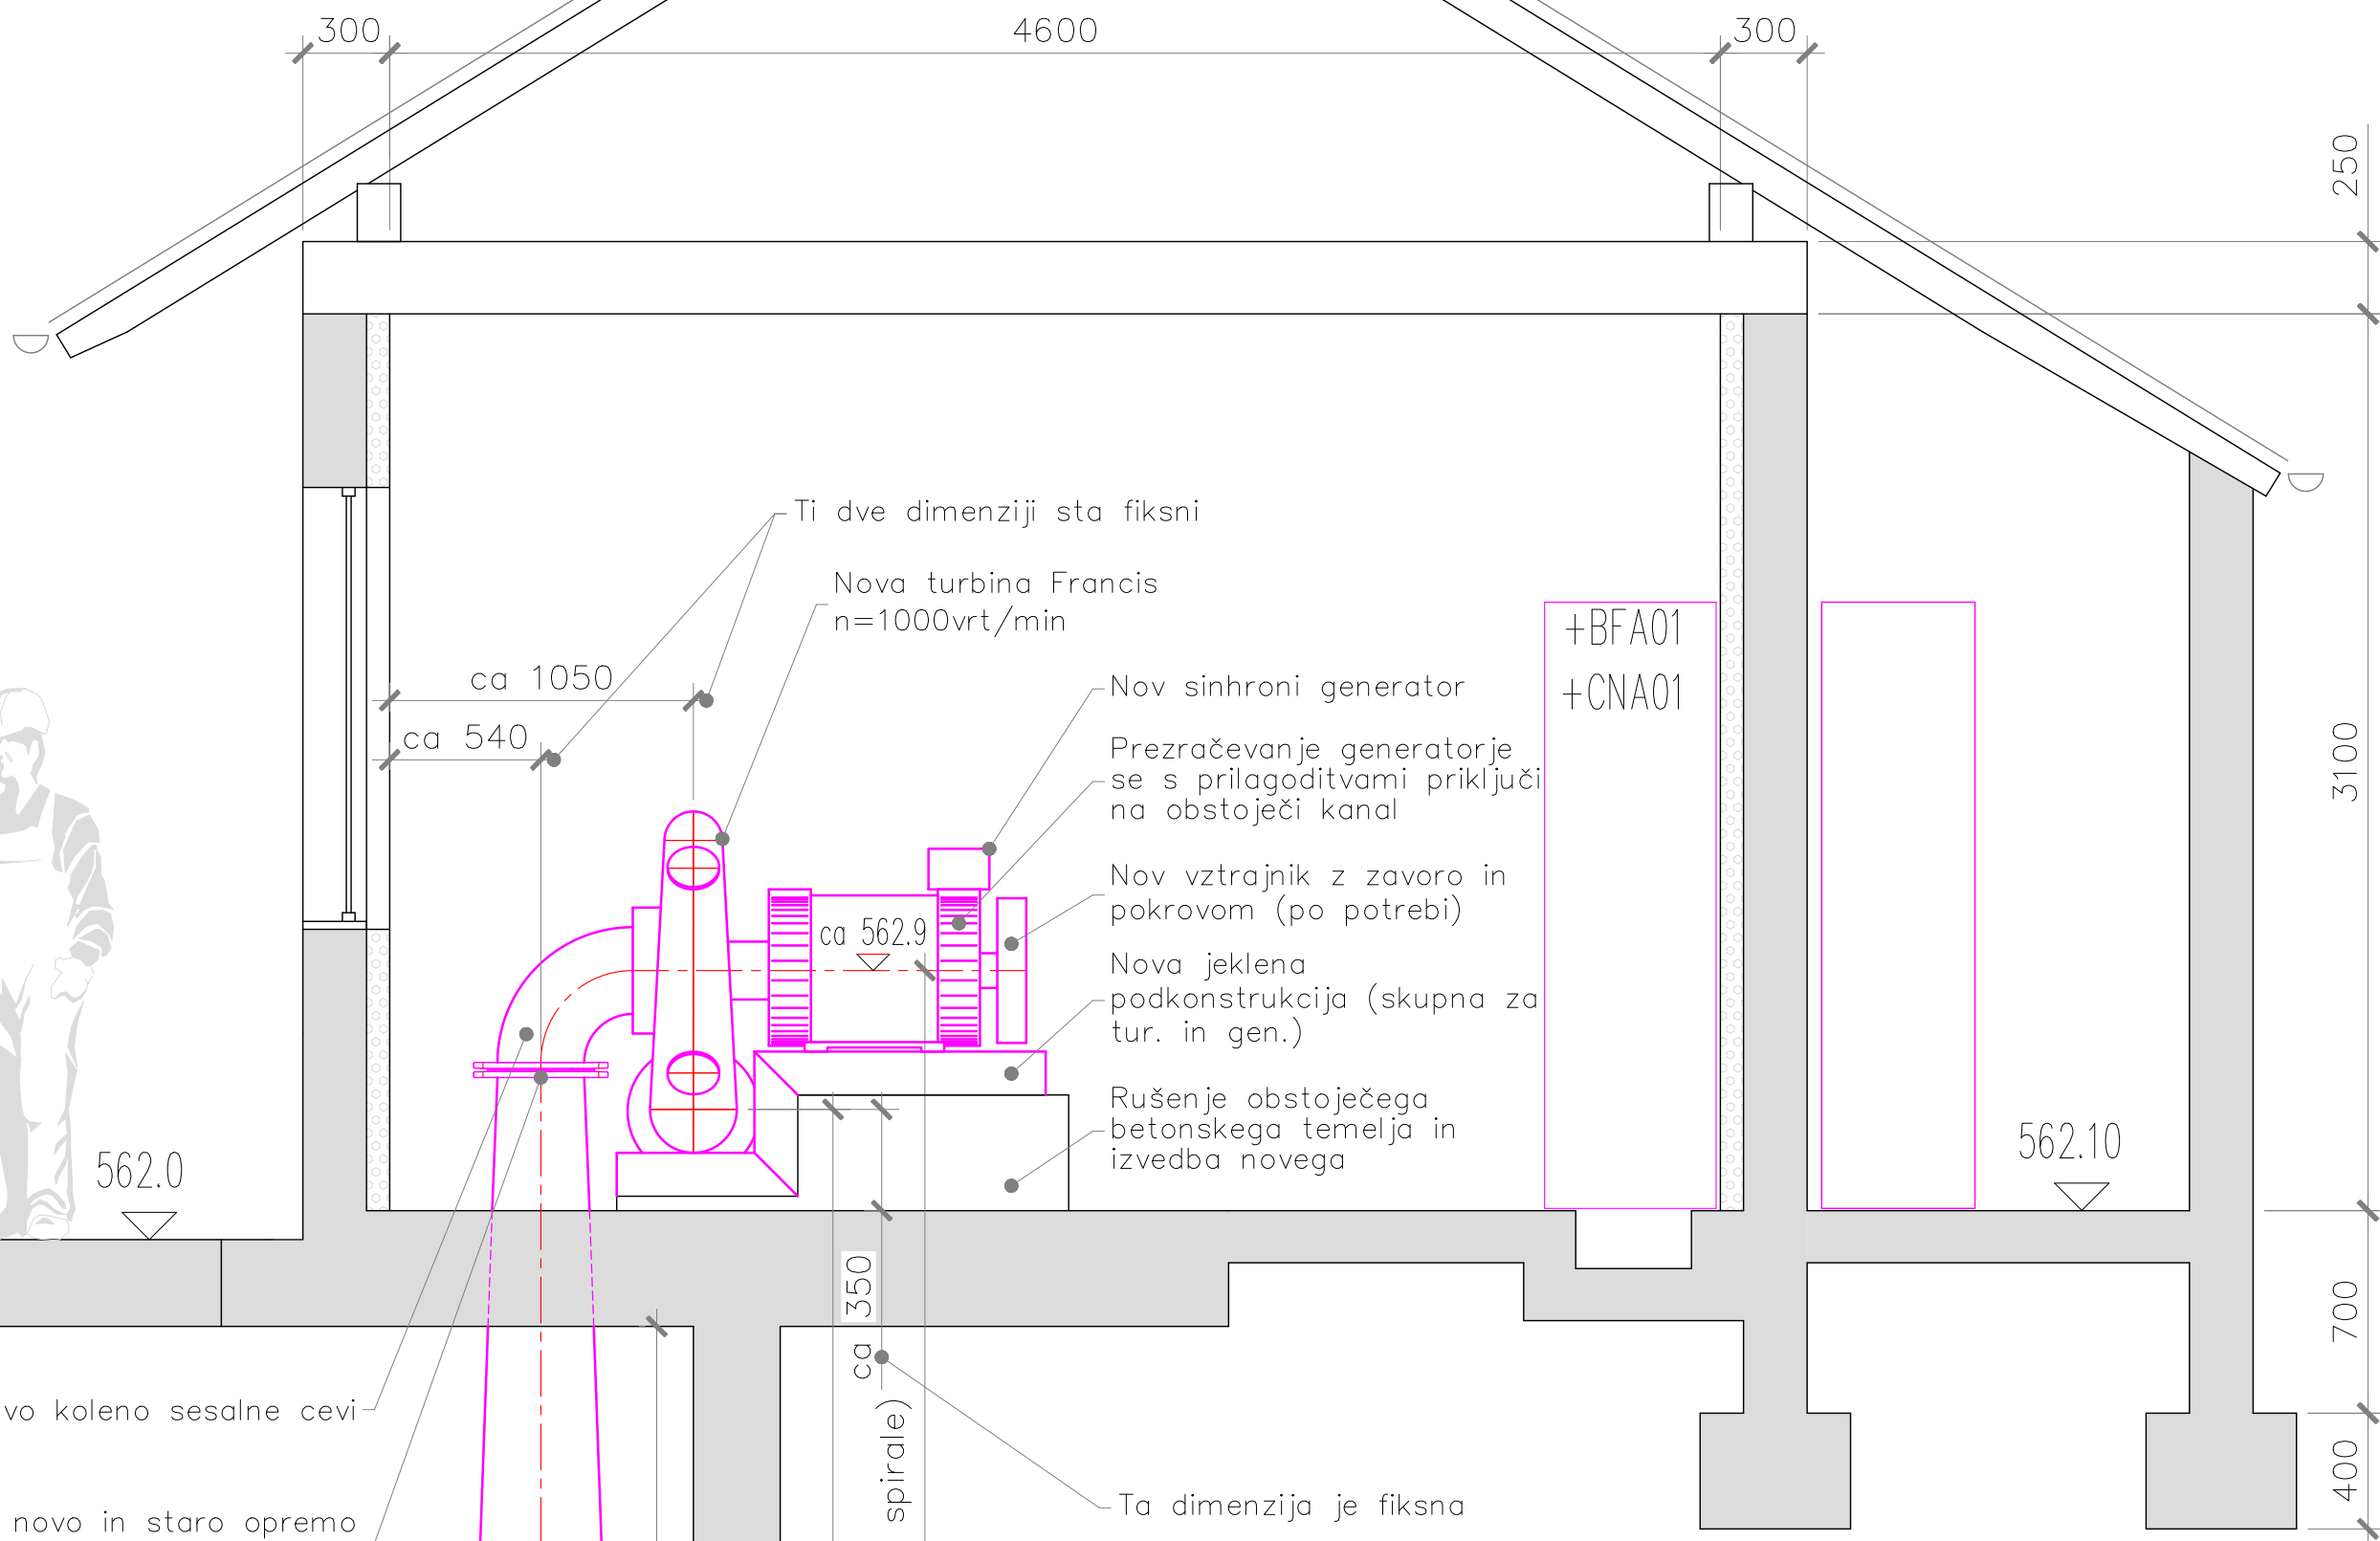 300
4600
300
250
Ti dve dimenziji sta fiksni
Nova turbina Francis
n=1000vrt/min
+BFA01
+CNA01
ca 1050
ca 540
Nov sinhroni generator
Prezračevanje generatorje
se s prilagoditvami priključi
na obstoječi kanal
3100
Nov vztrajnik z zavoro in
pokrovom (po potrebi)
ca 562.9
Nova jeklena
podkonstrukcija (skupna za
tur. in gen.)
Rušenje obstoječega
betonskega temelja in
izvedba novega
562.0
562.10
ca 350
700
vo koleno sesalne cevi
spirale)
400
Ta dimenzija je fiksna
novo in staro opremo